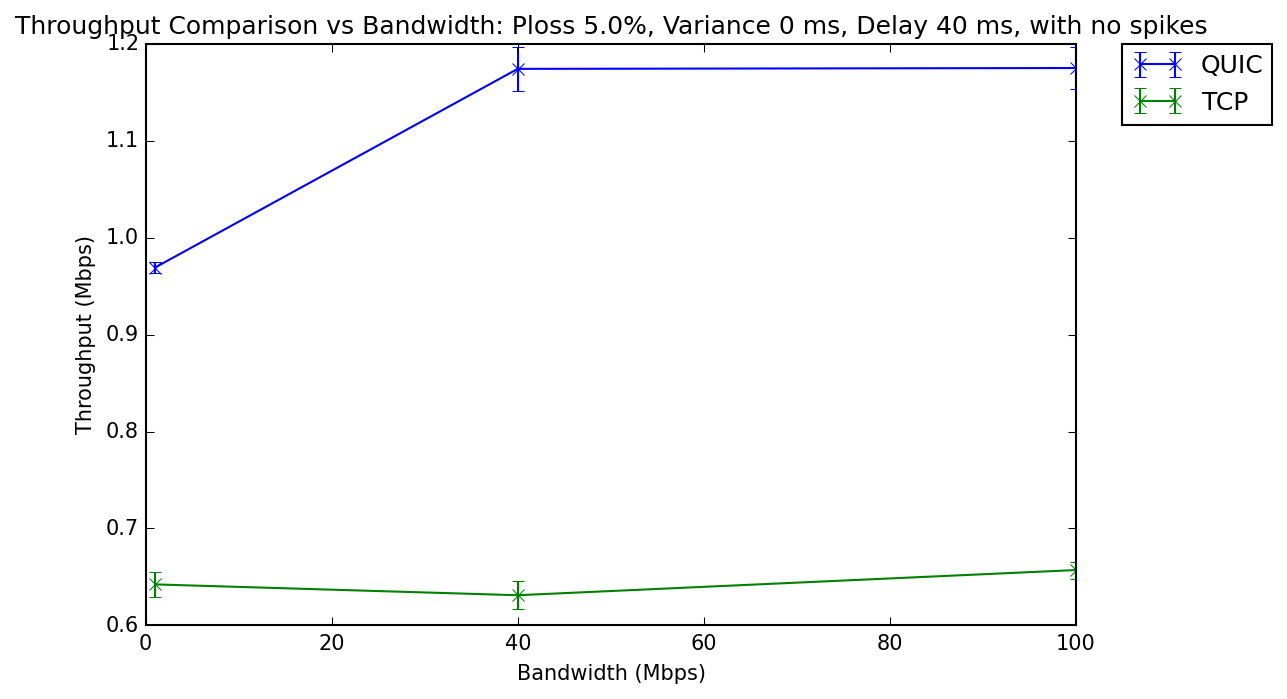 Throughput Comparison vs Bandwidth: Ploss 5.0%, Variance 0 ms, Delay 40 ms, with no spikes
QUIC
TCP
1.2
1.1
1.0
0.9
0.8
0.7
0.6
Throughput (Mbps)
0 20 40 60 80 100
Bandwidth (Mbps)